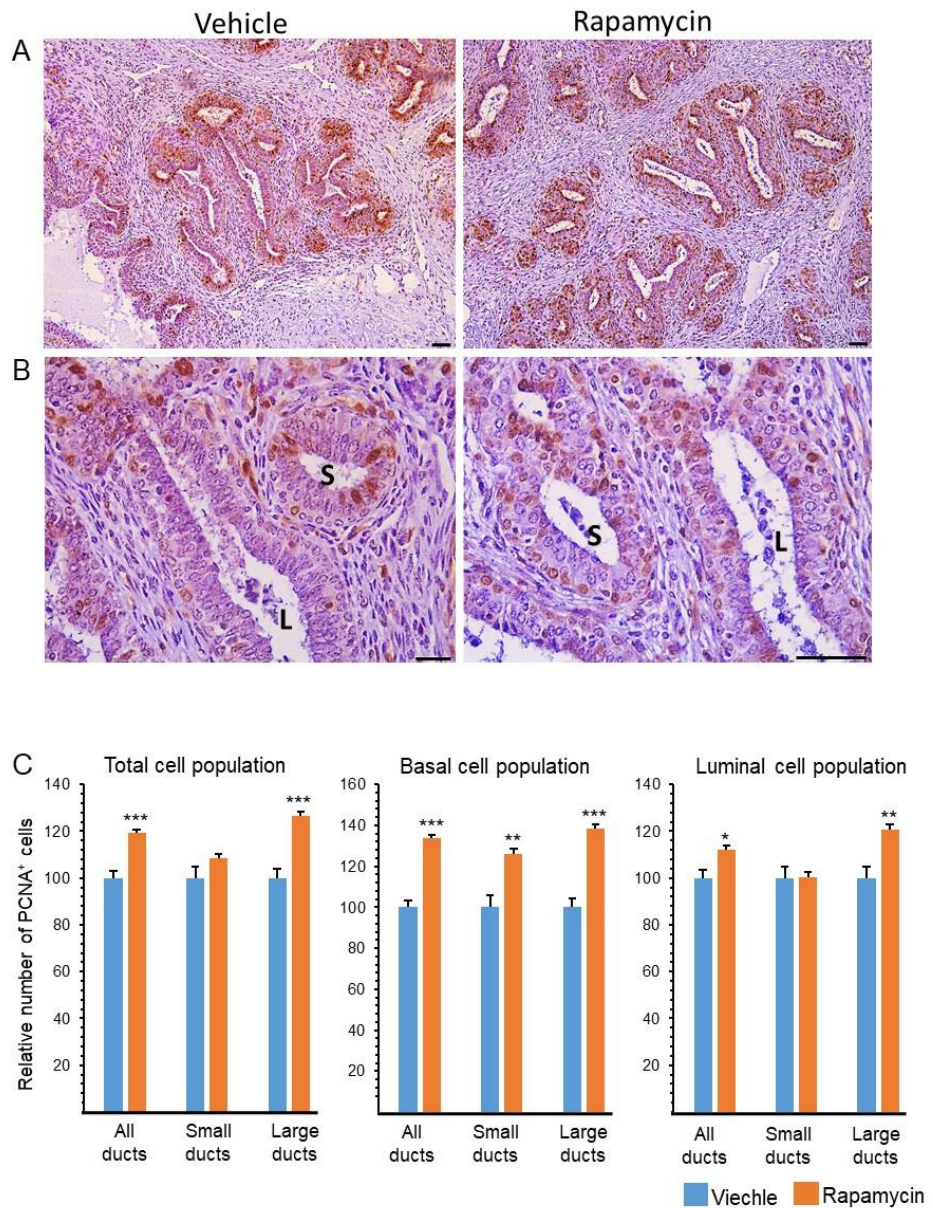 Vehicle Rapamycin
A
B
S L S L
C
Total cell population Basal cell population Luminal cell population
Relative number of PCNA⁺ cells
140 160 140
120 140 120
100 120 100
80 100 80
60 80 60
40 60 40
20 40 20
20
*** *** *** ** *** * **
All ducts Small ducts Large ducts All ducts Small ducts Large ducts All ducts Small ducts Large ducts
Viechle Rapamycin